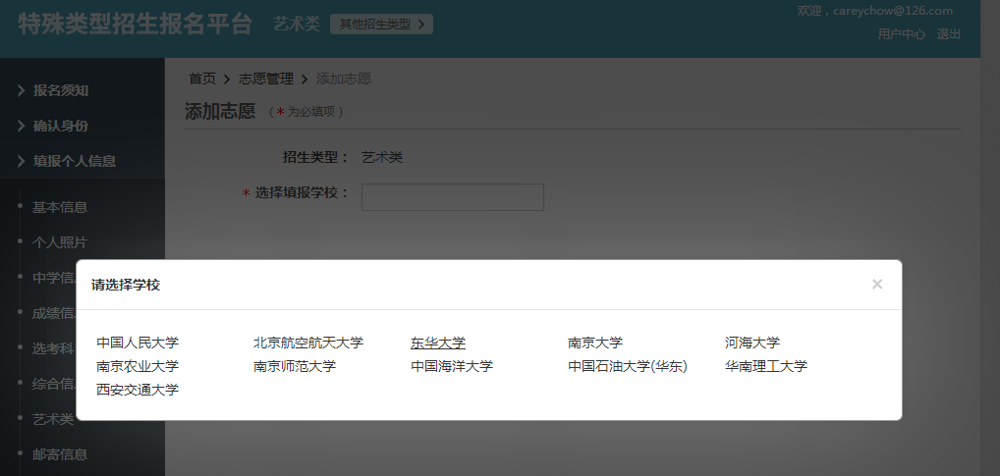 特殊类型招生报名平台 艺术类 其他招生类型
欢迎，careychow@126.com
用户中心 退出
报名须知
确认身份
填报个人信息
基本信息
个人照片
中学信
成绩信
选考科
综合信
艺术类
邮寄信息
首页 志愿管理 添加志愿
添加志愿 （* 为必填项）
招生类型： 艺术类
* 选择填报学校：
请选择学校 ×
中国人民大学 北京航空航天大学 东华大学 南京大学 河海大学
南京农业大学 南京师范大学 中国海洋大学 中国石油大学(华东) 华南理工大学
西安交通大学